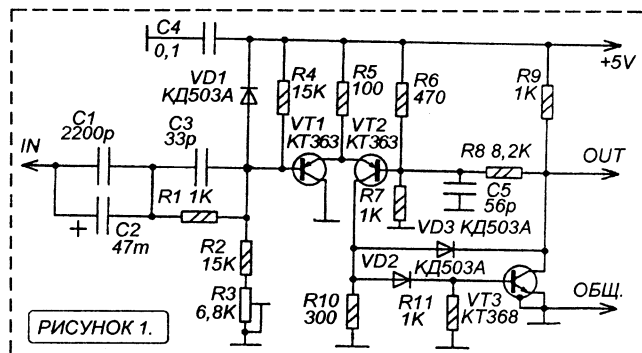 C4
0,1
VD1
КД503А
R4
15K
R5
100
R6
470
R9
1K
+5V
C1
2200p
C3
33p
VT1
КТ363
VT2
КТ363
IN
R1 1K
R8 8,2K
OUT
R7
1K
C5
56p
+
C2
47m
R2
15K
VD3 КД503А
VD2
КД503А
R3
6,8K
R10
300
R11
1K
VT3
КТ368
ОБЩ.
РИСУНОК 1.